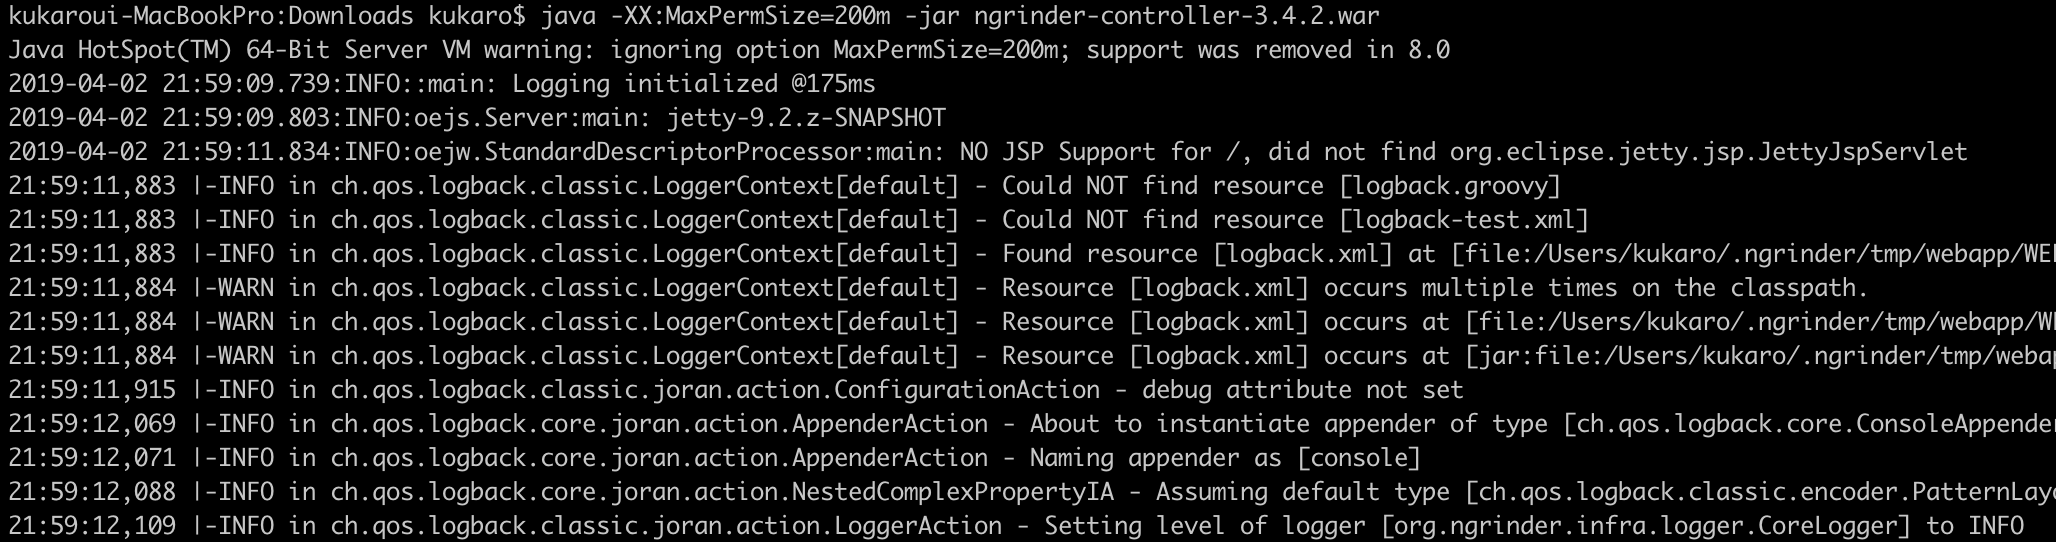 kukaroui-MacBookPro:Downloads kukaro$ java -XX:MaxPermSize=200m -jar ngrinder-controller-3.4.2.war
Java HotSpot(TM) 64-Bit Server VM warning: ignoring option MaxPermSize=200m; support was removed in 8.0
2019-04-02 21:59:09.739:INFO::main: Logging initialized @175ms
2019-04-02 21:59:09.803:INFO:oejs.Server:main: jetty-9.2.z-SNAPSHOT
2019-04-02 21:59:11.834:INFO:oejw.StandardDescriptorProcessor:main: NO JSP Support for /, did not find org.eclipse.jetty.jsp.JettyJspServlet
21:59:11,883 |-INFO in ch.qos.logback.classic.LoggerContext[default] - Could NOT find resource [logback.groovy]
21:59:11,883 |-INFO in ch.qos.logback.classic.LoggerContext[default] - Could NOT find resource [logback-test.xml]
21:59:11,883 |-INFO in ch.qos.logback.classic.LoggerContext[default] - Found resource [logback.xml] at [file:/Users/kukaro/.ngrinder/tmp/webapp/WE
21:59:11,884 |-WARN in ch.qos.logback.classic.LoggerContext[default] - Resource [logback.xml] occurs multiple times on the classpath.
21:59:11,884 |-WARN in ch.qos.logback.classic.LoggerContext[default] - Resource [logback.xml] occurs at [file:/Users/kukaro/.ngrinder/tmp/webapp/W
21:59:11,884 |-WARN in ch.qos.logback.classic.LoggerContext[default] - Resource [logback.xml] occurs at [jar:file:/Users/kukaro/.ngrinder/tmp/weba
21:59:11,915 |-INFO in ch.qos.logback.classic.joran.action.ConfigurationAction - debug attribute not set
21:59:12,069 |-INFO in ch.qos.logback.core.joran.action.AppenderAction - About to instantiate appender of type [ch.qos.logback.core.ConsoleAppender
21:59:12,071 |-INFO in ch.qos.logback.core.joran.action.AppenderAction - Naming appender as [console]
21:59:12,088 |-INFO in ch.qos.logback.core.joran.action.NestedComplexPropertyIA - Assuming default type [ch.qos.logback.classic.encoder.PatternLay
21:59:12,109 |-INFO in ch.qos.logback.classic.joran.action.LoggerAction - Setting level of logger [org.ngrinder.infra.logger.CoreLogger] to INFO